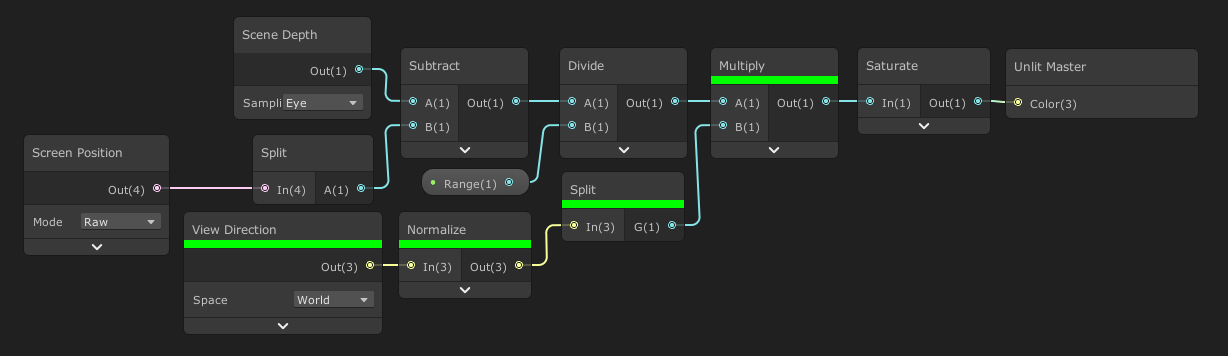 Scene Depth
Out(1)
Sampli Eye
Subtract
A(1) Out(1)
B(1)
Divide
A(1) Out(1)
B(1)
Multiply
A(1) Out(1)
B(1)
Saturate
In(1) Out(1)
Unlit Master
Color(3)
Screen Position
Out(4)
Mode Raw
Split
In(4) A(1)
Range(1)
Split
In(3) G(1)
View Direction
Out(3)
Space World
Normalize
In(3) Out(3)